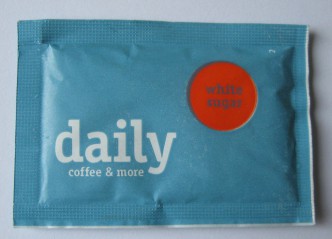 white
sugar
daily
coffee & more